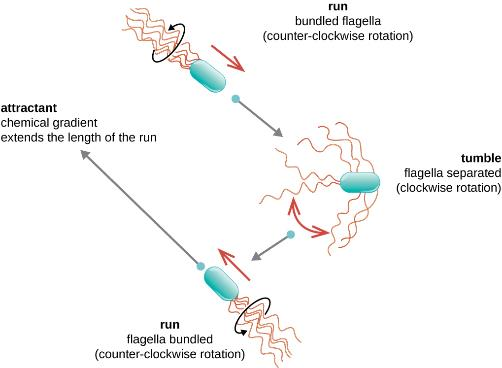 run
bundled flagella
(counter-clockwise rotation)
attractant
chemical gradient
extends the length of the run
tumble
flagella separated
(clockwise rotation)
run
flagella bundled
(counter-clockwise rotation)